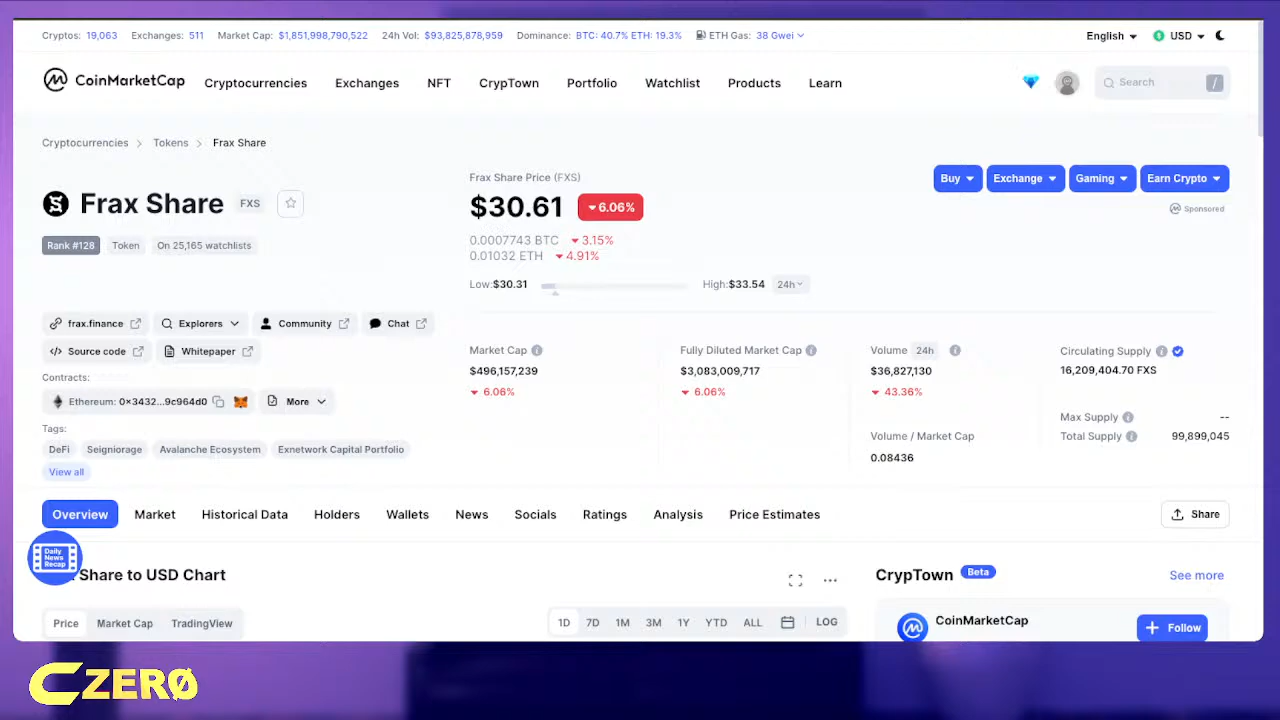 Cryptos: 19,063 Exchanges: 511 Market Cap: $1,851,998,790,522 24h Vol: $93,825,878,959 Dominance: BTC: 40.7% ETH: 19.3% ETH Gas: 38 Gwei English USD
CoinMarketCap Cryptocurrencies Exchanges NFT CrypTown Portfolio Watchlist Products Learn Search /
Cryptocurrencies Tokens Frax Share
Frax Share FXS
Rank #128 Token On 25,165 watchlists
Frax Share Price (FXS)
$30.61 6.06%
0.0007743 BTC 3.15%
0.01032 ETH 4.91%
Low:$30.31 High:$33.54 24h
Buy Exchange Gaming Earn Crypto
Sponsored
frax.finance Explorers Community Chat
Source code Whitepaper
Contracts:
Ethereum: 0x3432...9c964d0 More
Tags:
DeFi Seigniorage Avalanche Ecosystem Exnetwork Capital Portfolio
View all
Market Cap
$496,157,239
6.06%
Fully Diluted Market Cap
$3,083,009,717
6.06%
Volume 24h
$36,827,130
43.36%
Volume / Market Cap
0.08436
Circulating Supply
16,209,404.70 FXS
Max Supply --
Total Supply 99,899,045
Overview Market Historical Data Holders Wallets News Socials Ratings Analysis Price Estimates Share
Daily
News
Recap
Share to USD Chart
Price Market Cap TradingView 1D 7D 1M 3M 1Y YTD ALL LOG
CrypTown Beta See more
CoinMarketCap Follow
CZERØ